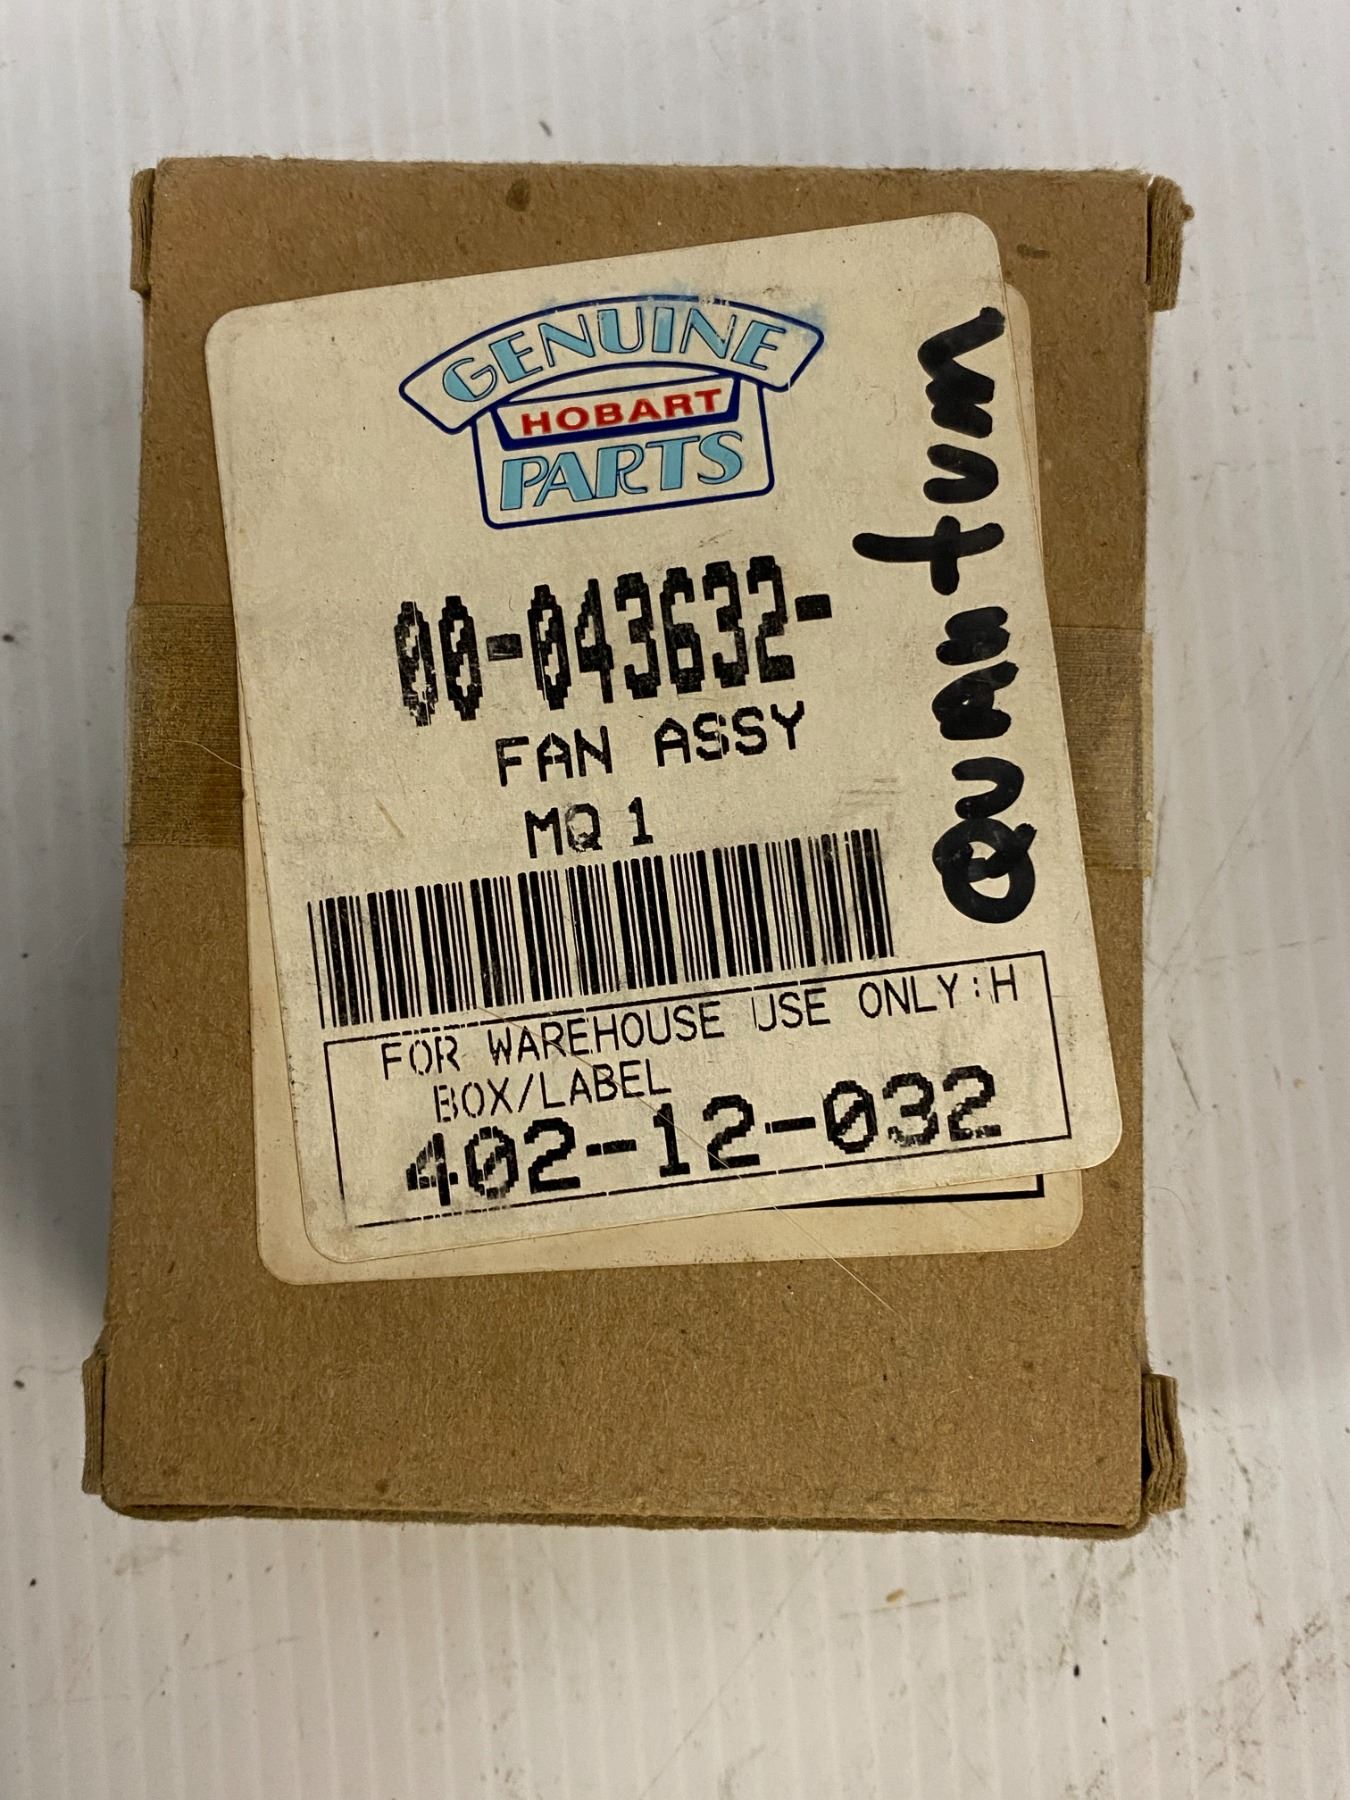 GENUINE
HOBART
PARTS
00-043632-
FAN ASSY
MQ 1
FOR WAREHOUSE USE ONLY:H
BOX/LABEL
402-12-032
QUANTUM